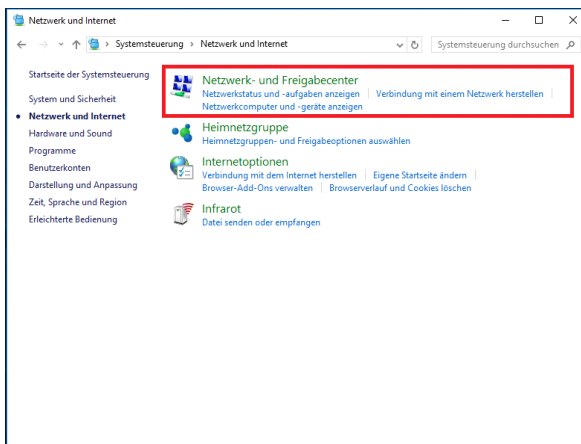 Netzwerk und Internet
Systemsteuerung › Netzwerk und Internet
Systemsteuerung durchsuchen
Startseite der Systemsteuerung
System und Sicherheit
Netzwerk und Internet
Hardware und Sound
Programme
Benutzerkonten
Darstellung und Anpassung
Zeit, Sprache und Region
Erleichterte Bedienung
Netzwerk- und Freigabecenter
Netzwerkstatus und -aufgaben anzeigen | Verbindung mit einem Netzwerk herstellen
Netzwerkcomputer und -geräte anzeigen
Heimnetzgruppe
Heimnetzgruppen- und Freigabeoptionen auswählen
Internetoptionen
Verbindung mit dem Internet herstellen | Eigene Startseite ändern
Browser-Add-Ons verwalten | Browserverlauf und Cookies löschen
Infrarot
Datei senden oder empfangen